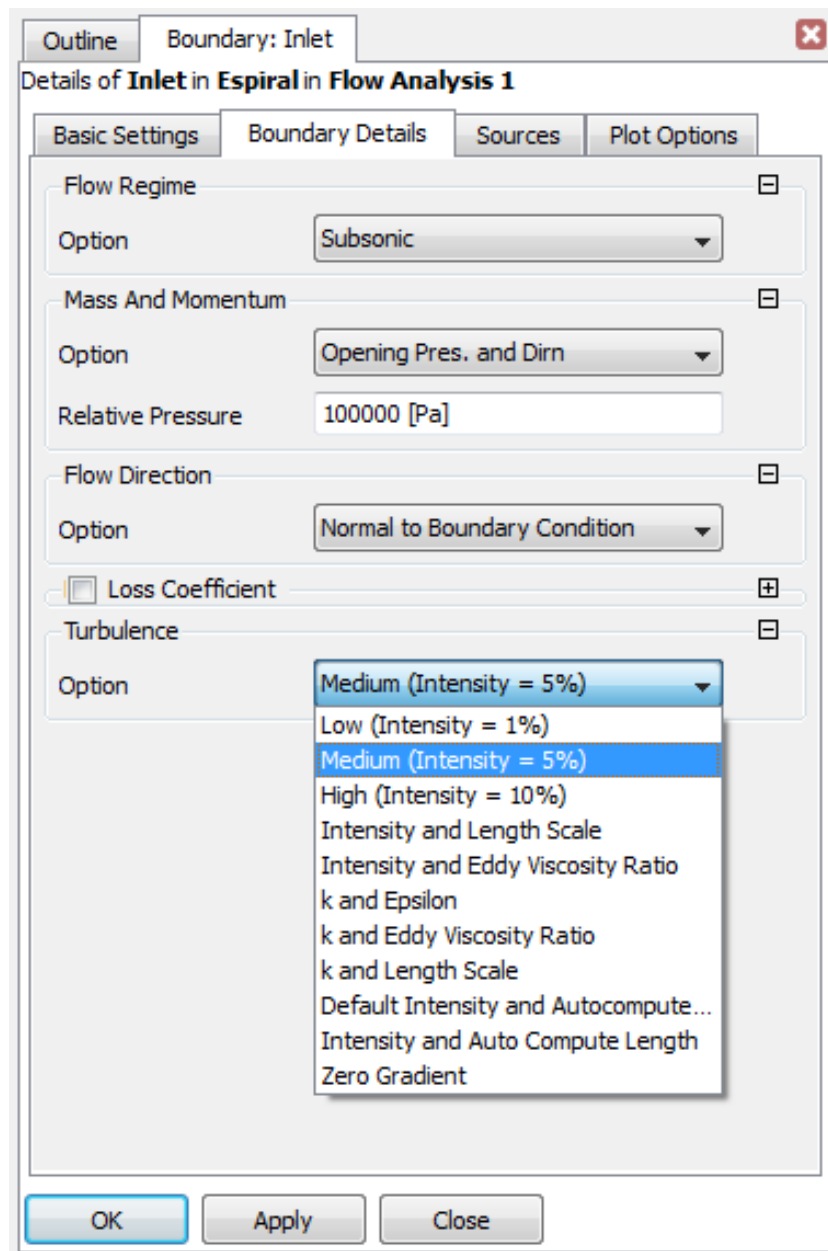 Outline Boundary: Inlet
Details of Inlet in Espiral in Flow Analysis 1
Basic Settings Boundary Details Sources Plot Options
Flow Regime
Option Subsonic
Mass And Momentum
Option Opening Pres. and Dirn
Relative Pressure 100000 [Pa]
Flow Direction
Option Normal to Boundary Condition
Loss Coefficient
Turbulence
Option Medium (Intensity = 5%)
Low (Intensity = 1%)
Medium (Intensity = 5%)
High (Intensity = 10%)
Intensity and Length Scale
Intensity and Eddy Viscosity Ratio
k and Epsilon
k and Eddy Viscosity Ratio
k and Length Scale
Default Intensity and Autocompute...
Intensity and Auto Compute Length
Zero Gradient
OK Apply Close